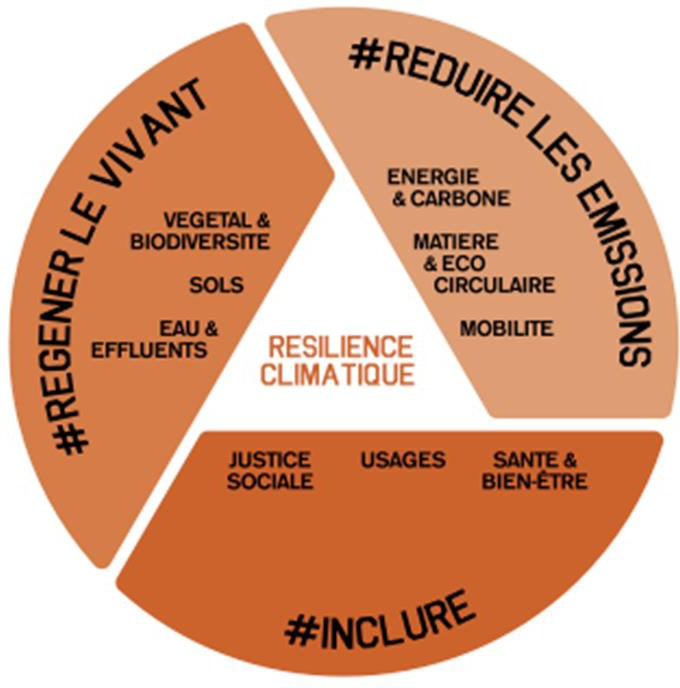 #REGENER LE VIVANT
VEGETAL &
BIODIVERSITE
SOLS
EAU &
EFFLUENTS
#REDUIRE LES EMISSIONS
ENERGIE
& CARBONE
MATIERE
& ECO
CIRCULAIRE
MOBILITE
RESILIENCE
CLIMATIQUE
JUSTICE
SOCIALE
USAGES
SANTE &
BIEN-ÊTRE
#INCLURE